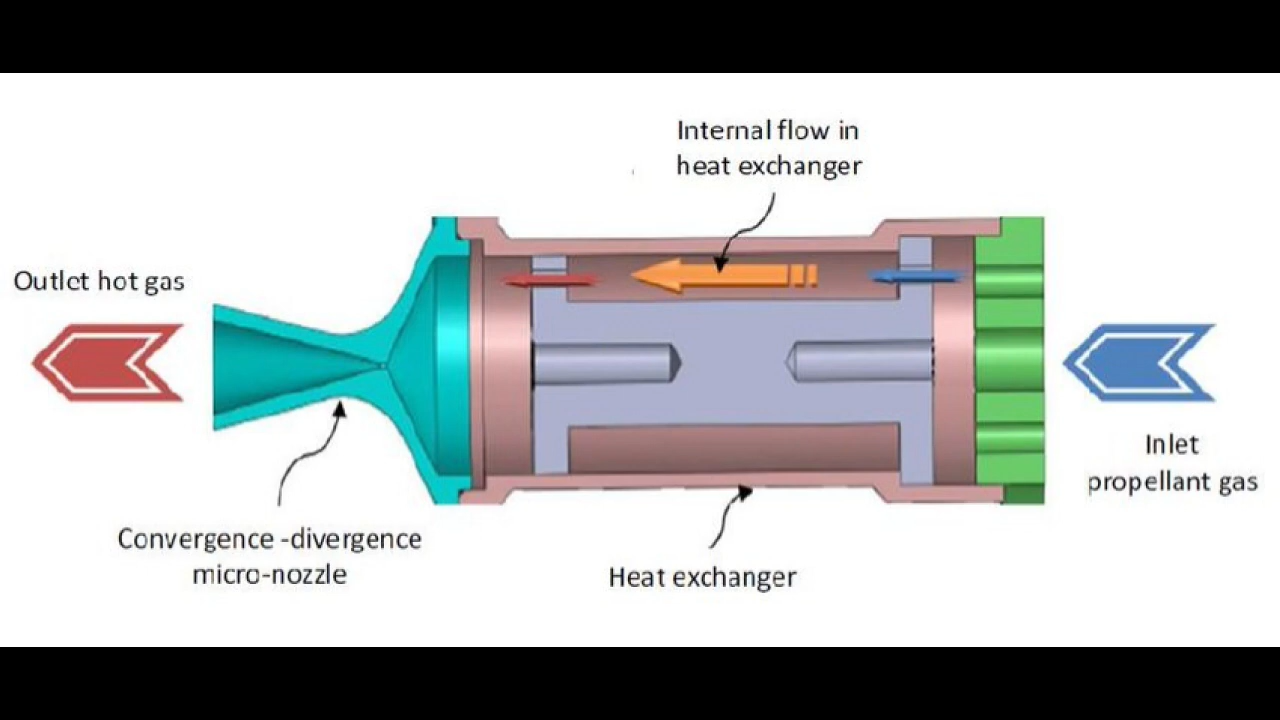 Internal flow in
heat exchanger
Outlet hot gas
Inlet
propellant gas
Convergence -divergence
micro-nozzle
Heat exchanger